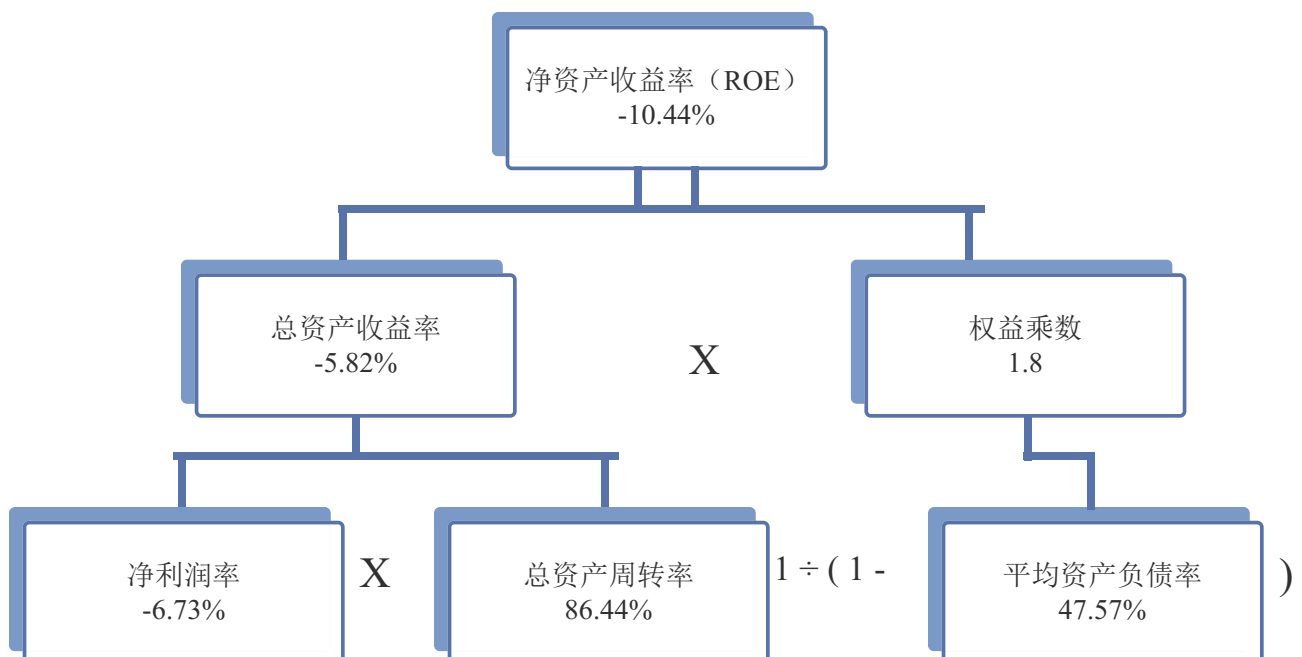 净资产收益率（ROE）
-10.44%
总资产收益率
-5.82%
X
权益乘数
1.8
净利润率
-6.73%
X
总资产周转率
86.44%
1 ÷ ( 1 -
平均资产负债率
47.57%
)